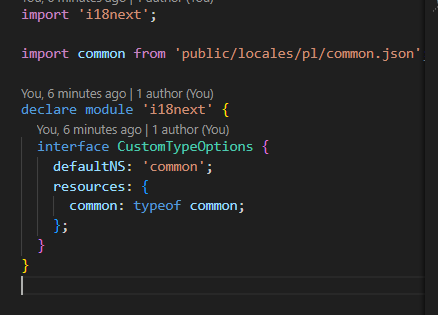 You, 6 minutes ago | 1 author (You)
import 'i18next';
import common from 'public/locales/pl/common.json'
You, 6 minutes ago | 1 author (You)
declare module 'i18next' {
You, 6 minutes ago | 1 author (You)
interface CustomTypeOptions {
defaultNS: 'common';
resources: {
common: typeof common;
};
}
}